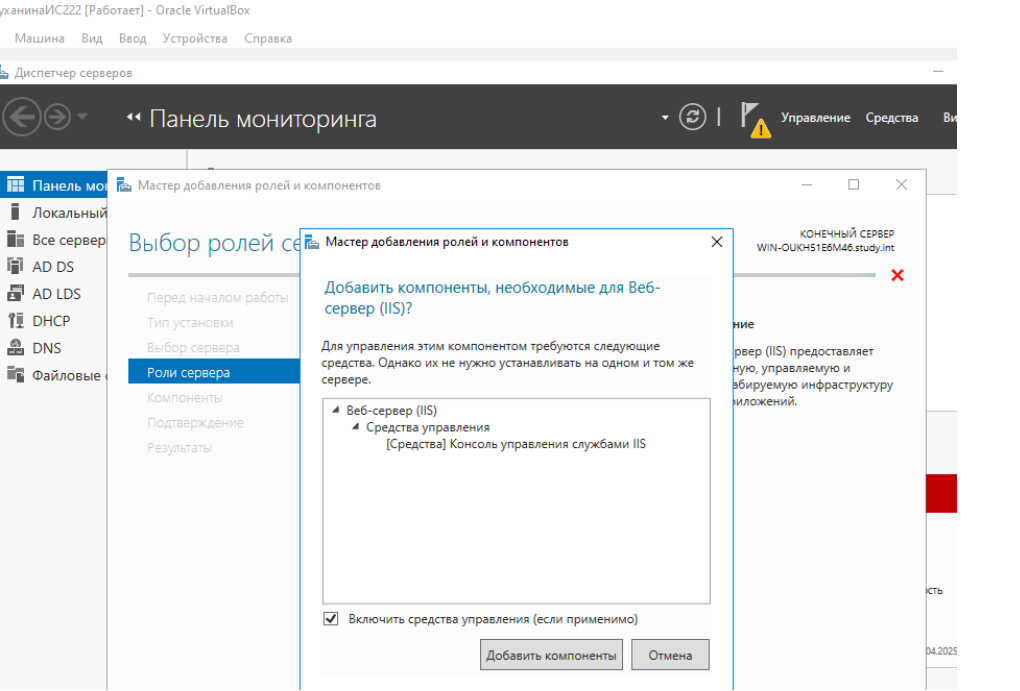 уханинаИС222 [Работает] - Oracle VirtualBox
Машина Вид Ввод Устройства Справка
Диспетчер серверов
Панель мониторинга
Управление Средства Ви
Панель мо
Локальный
Все сервер
AD DS
AD LDS
DHCP
DNS
Файловые
Мастер добавления ролей и компонентов
Выбор ролей се
КОНЕЧНЫЙ СЕРВЕР
WIN-OUKH51E6M46.study.int
Перед началом работы
Тип установки
Выбор сервера
Роли сервера
Компоненты
Подтверждение
Результаты
Мастер добавления ролей и компонентов
Добавить компоненты, необходимые для Веб-
сервер (IIS)?
Для управления этим компонентом требуются следующие
средства. Однако их не нужно устанавливать на одном и том же
сервере.
Веб-сервер (IIS)
Средства управления
[Средства] Консоль управления службами IIS
Включить средства управления (если применимо)
Добавить компоненты Отмена
ние
рвер (IIS) предоставляет
ную, управляемую и
абируемую инфраструктуру
риложений.
ость
04.2025